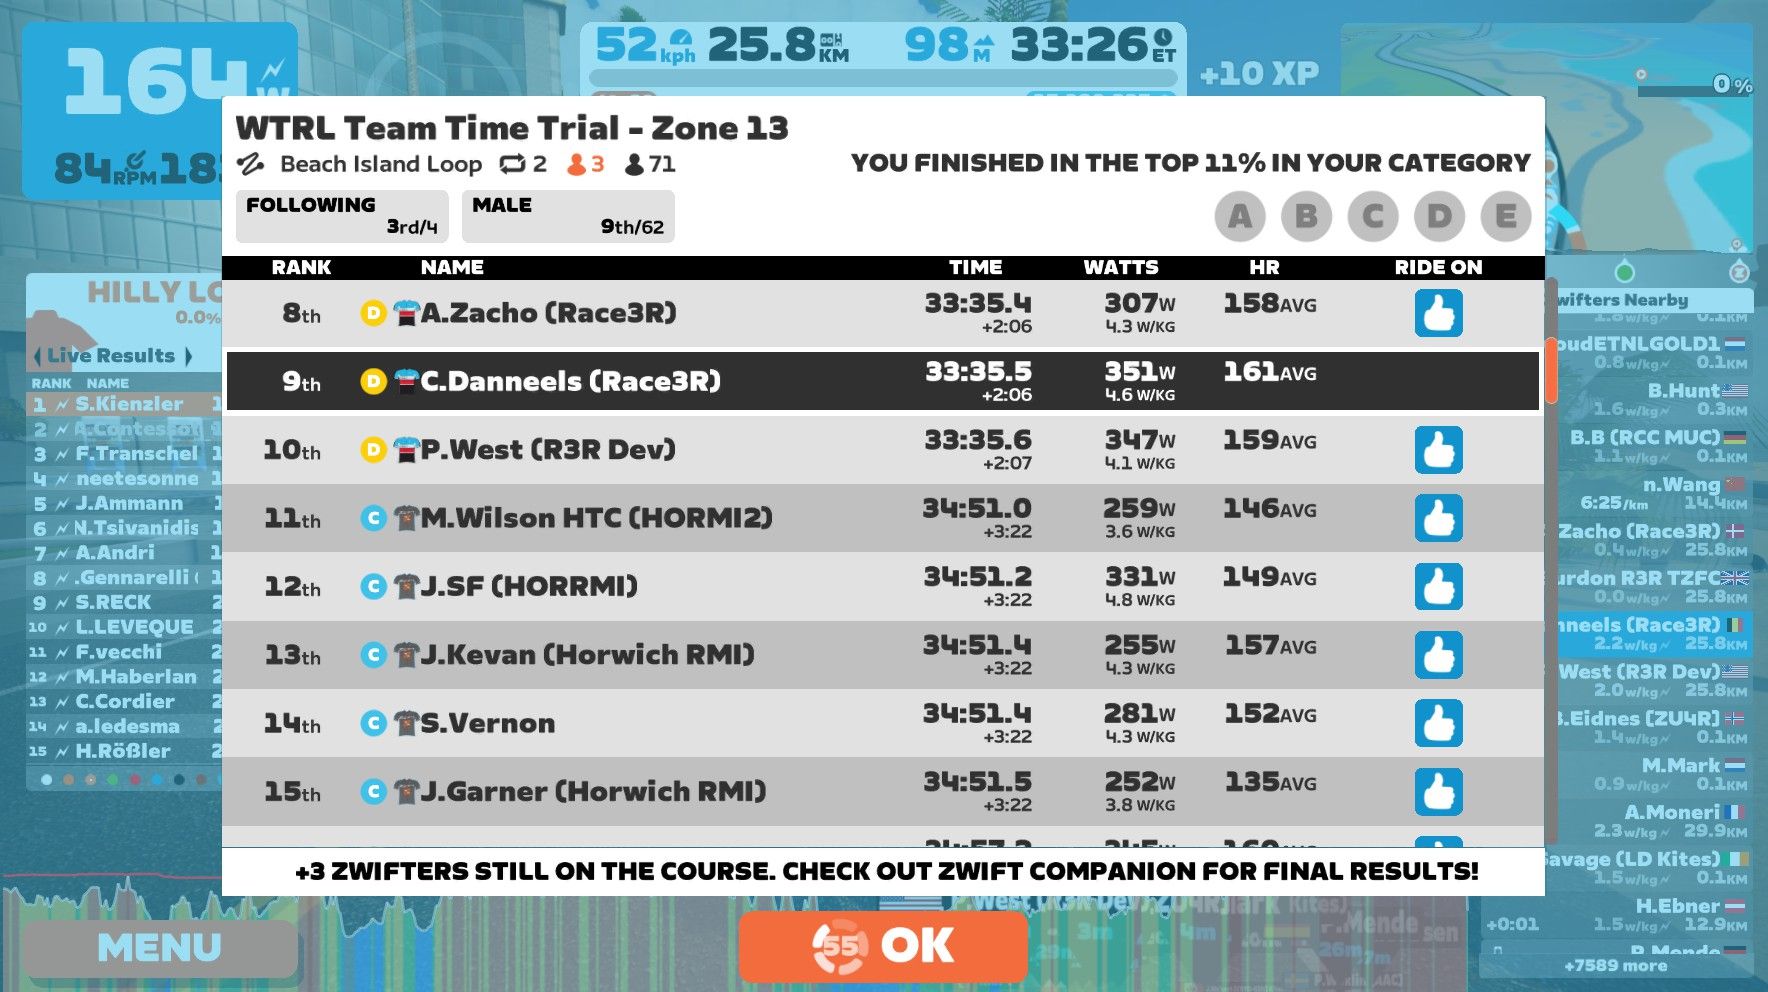 164W
84RPM
52kph 25.8KM 98M 33:26ET
+10 XP
0%
WTRL Team Time Trial - Zone 13
Beach Island Loop 2 3 71
YOU FINISHED IN THE TOP 11% IN YOUR CATEGORY
FOLLOWING
3rd/4
MALE
9th/62
A B C D E
RANK NAME TIME WATTS HR RIDE ON
8th D A.Zacho (Race3R) 33:35.4 307W 158AVG
+2:06 4.3 W/KG
9th D C.Danneels (Race3R) 33:35.5 351W 161AVG
+2:06 4.6 W/KG
10th D P.West (R3R Dev) 33:35.6 347W 159AVG
+2:07 4.1 W/KG
11th C M.Wilson HTC (HORMI2) 34:51.0 259W 146AVG
+3:22 3.6 W/KG
12th C J.SF (HORRMI) 34:51.2 331W 149AVG
+3:22 4.8 W/KG
13th C J.Kevan (Horwich RMI) 34:51.4 255W 157AVG
+3:22 4.3 W/KG
14th C S.Vernon 34:51.4 281W 152AVG
+3:22 4.3 W/KG
15th C J.Garner (Horwich RMI) 34:51.5 252W 135AVG
+3:22 3.8 W/KG
+3 ZWIFTERS STILL ON THE COURSE. CHECK OUT ZWIFT COMPANION FOR FINAL RESULTS!
MENU
55 OK
HILLY
0.0%
Live Results
RANK NAME
1 S.Kienzler
2
3 F.Transchel
4 neetesonne
5 J.Ammann
6 N.Tsivanidis
7 A.Andri
8 .Gennarelli
9 S.RECK
10 L.LEVEQUE
11 F.vecchi
12 M.Haberlan
13 C.Cordier
14 a.ledesma
15 H.Rößler
wifters Nearby
oudETNLGOLD1
0.8w/kg 0.1KM
B.Hunt
1.6w/kg 0.3KM
B.B (RCC MUC)
1.1w/kg 0.1KM
n.Wang
6:25/km 14.4KM
Zacho (Race3R)
0.4w/kg 25.8KM
urdon R3R TZFC
0.0w/kg 25.8KM
nneels (Race3R)
2.2w/kg 25.8KM
West (R3R Dev)
2.0w/kg 25.8KM
.Eidnes [ZU4R]
1.4w/kg 0.1KM
M.Mark
0.9w/kg 0.1KM
A.Moneri
2.3w/kg 29.9KM
avage (LD Kites)
1.5w/kg 0.1KM
H.Ebner
+0:01 1.5w/kg 12.9KM
+7589 more